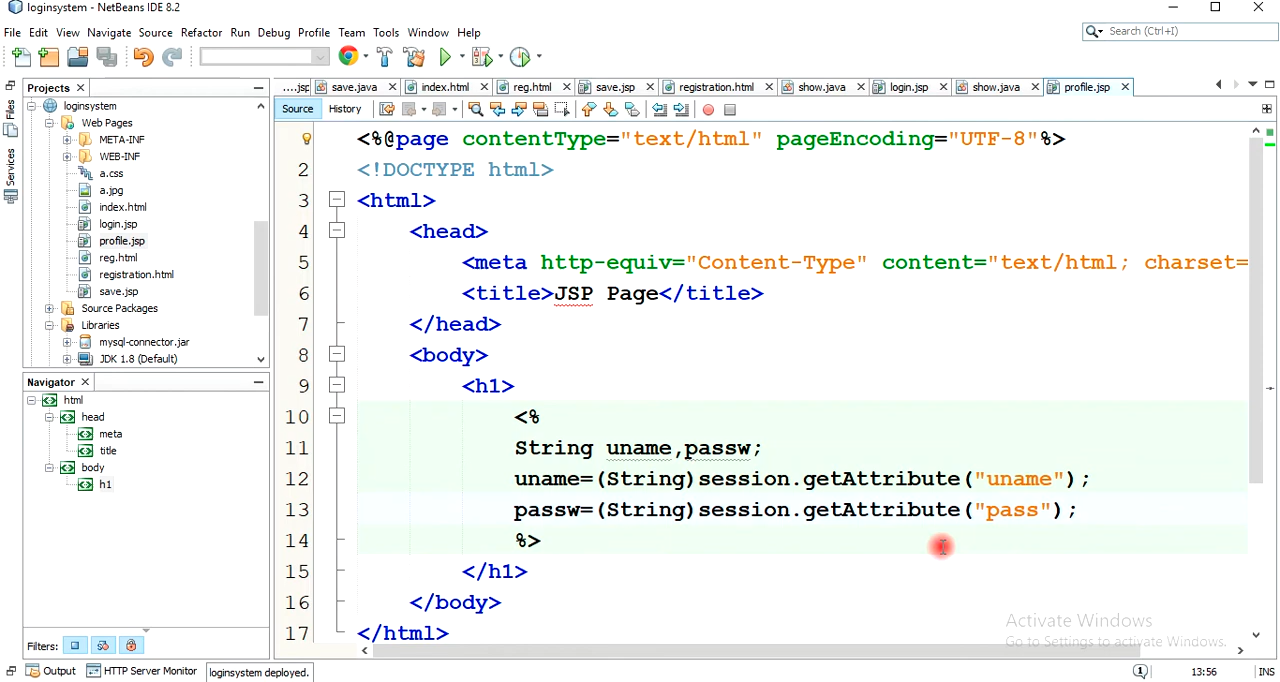 loginsystem - NetBeans IDE 8.2
File Edit View Navigate Source Refactor Run Debug Profile Team Tools Window Help
Search (Ctrl+I)
Projects
....jsp save.java index.html reg.html save.jsp registration.html show.java login.jsp show.java profile.jsp
Source History
Files
Services
loginsystem
Web Pages
META-INF
WEB-INF
a.css
a.jpg
index.html
login.jsp
profile.jsp
reg.html
registration.html
save.jsp
Source Packages
Libraries
mysql-connector.jar
JDK 1.8 (Default)
Navigator
html
head
meta
title
body
h1
Filters:
<%@page contentType="text/html" pageEncoding="UTF-8"%>
2 <!DOCTYPE html>
3 <html>
4 <head>
5 <meta http-equiv="Content-Type" content="text/html; charset=
6 <title>JSP Page</title>
7 </head>
8 <body>
9 <h1>
10 <%
11 String uname,passw;
12 uname=(String)session.getAttribute("uname");
13 passw=(String)session.getAttribute("pass");
14 %>
15 </h1>
16 </body>
17 </html>
Activate Windows
Go to Settings to activate Windows.
Output HTTP Server Monitor loginsystem deployed. 1 13:56 INS